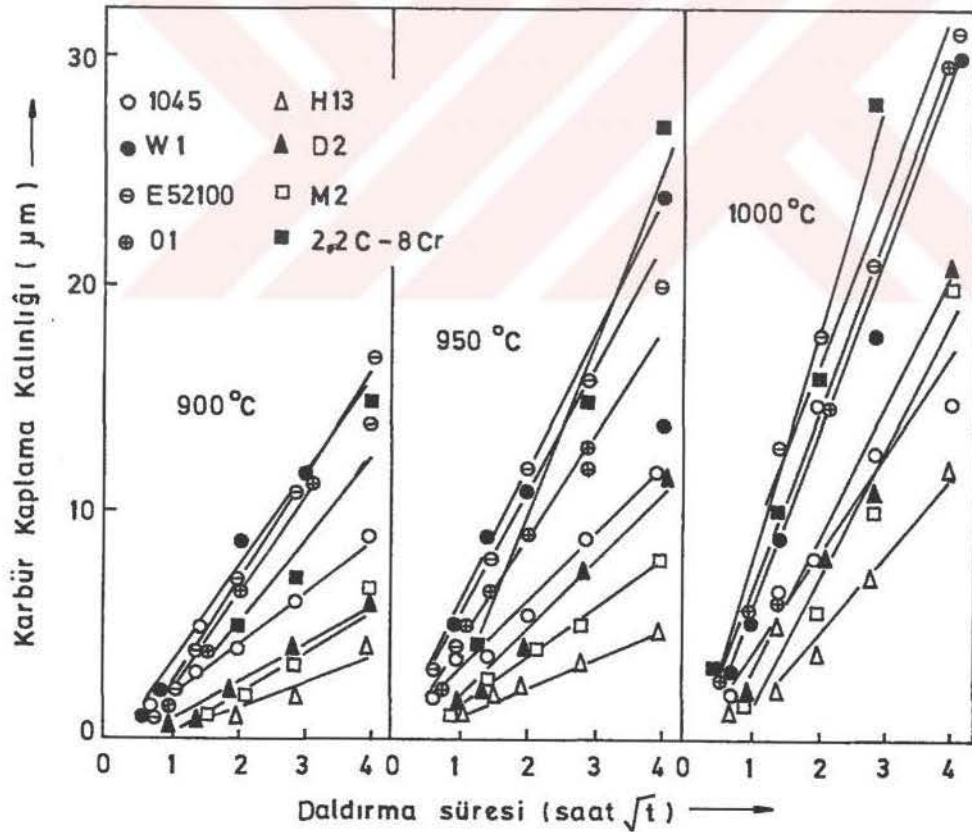 Karbür Kaplama Kalınlığı ( µm )
30
20
10
0
1045
W1
E52100
01
H13
D2
M2
2,2C-8Cr
900 °C
950 °C
1000 °C
0 1 2 3 4 0 1 2 3 4 0 1 2 3 4
Daldırma süresi (saat √t)